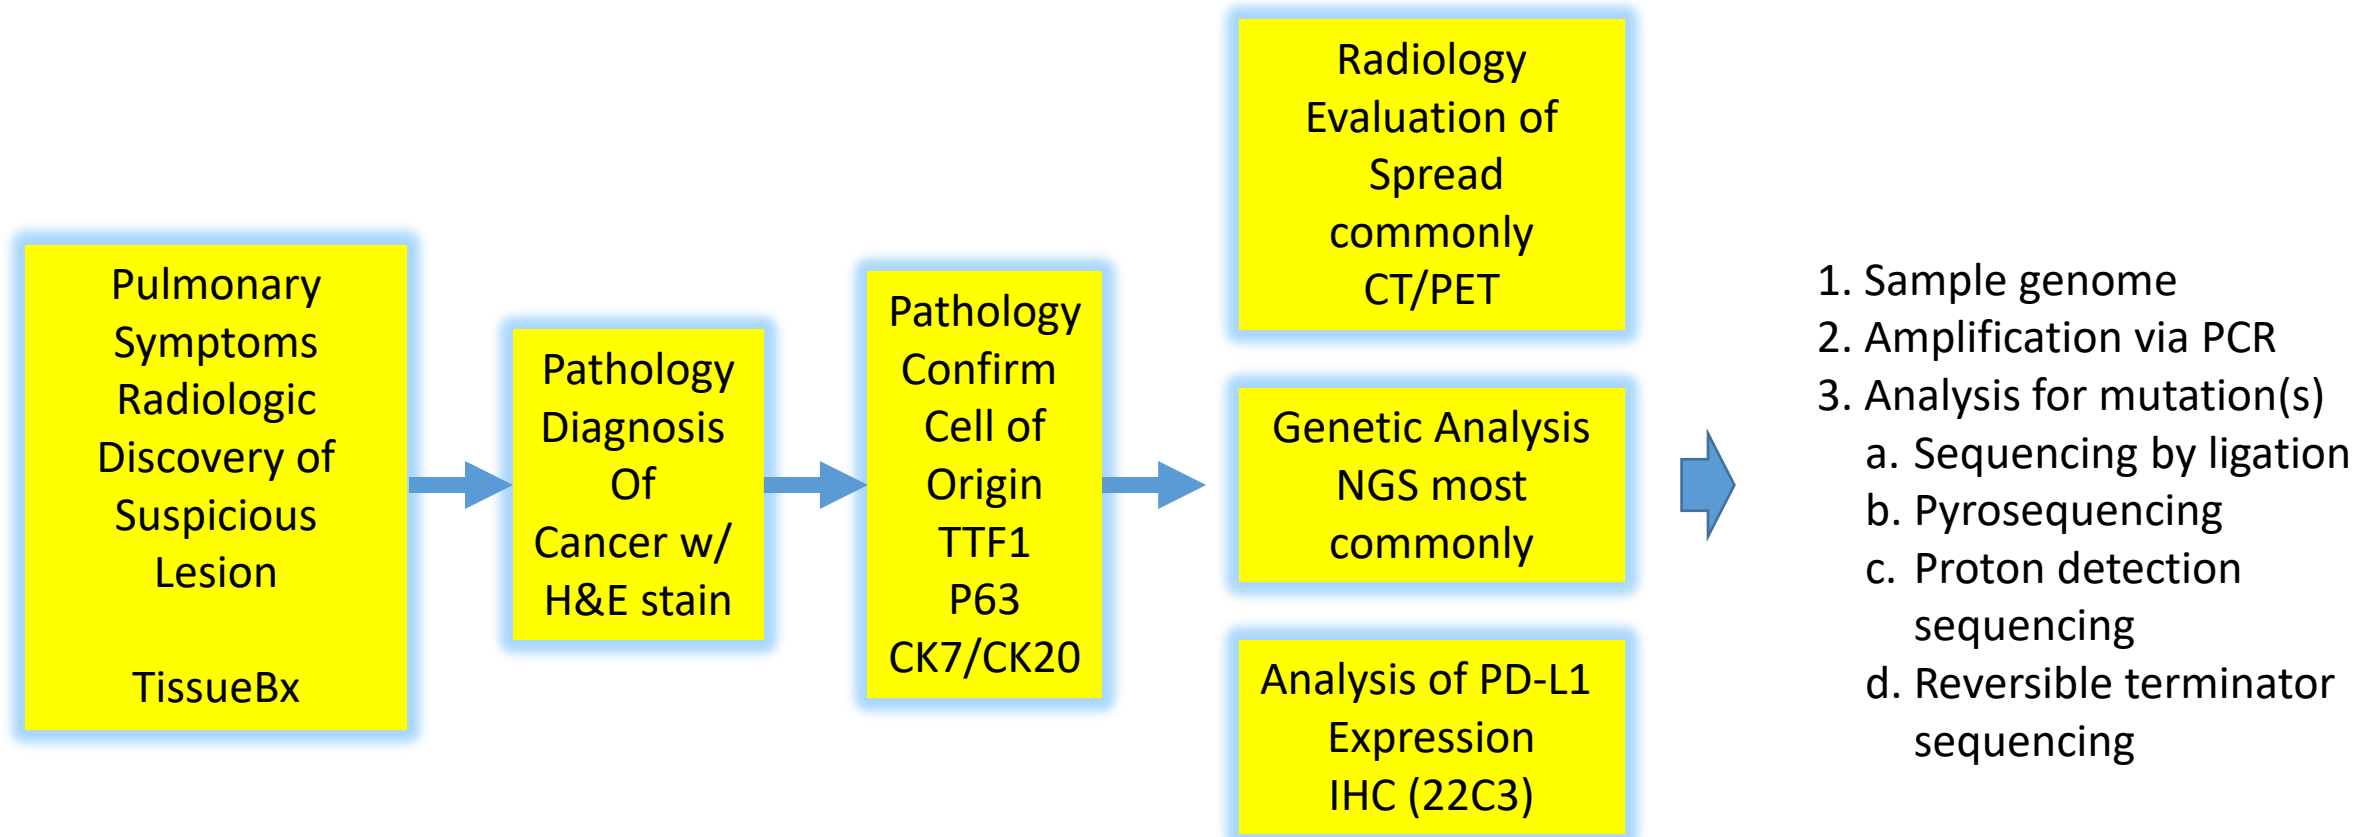 Pulmonary
Symptoms
Radiologic
Discovery of
Suspicious
Lesion
TissueBx
Pathology
Diagnosis
Of
Cancer w/
H&E stain
Pathology
Confirm
Cell of
Origin
TTF1
P63
CK7/CK20
Radiology
Evaluation of
Spread
commonly
CT/PET
Genetic Analysis
NGS most
commonly
Analysis of PD-L1
Expression
IHC (22C3)
1. Sample genome
2. Amplification via PCR
3. Analysis for mutation(s)
a. Sequencing by ligation
b. Pyrosequencing
c. Proton detection
sequencing
d. Reversible terminator
sequencing